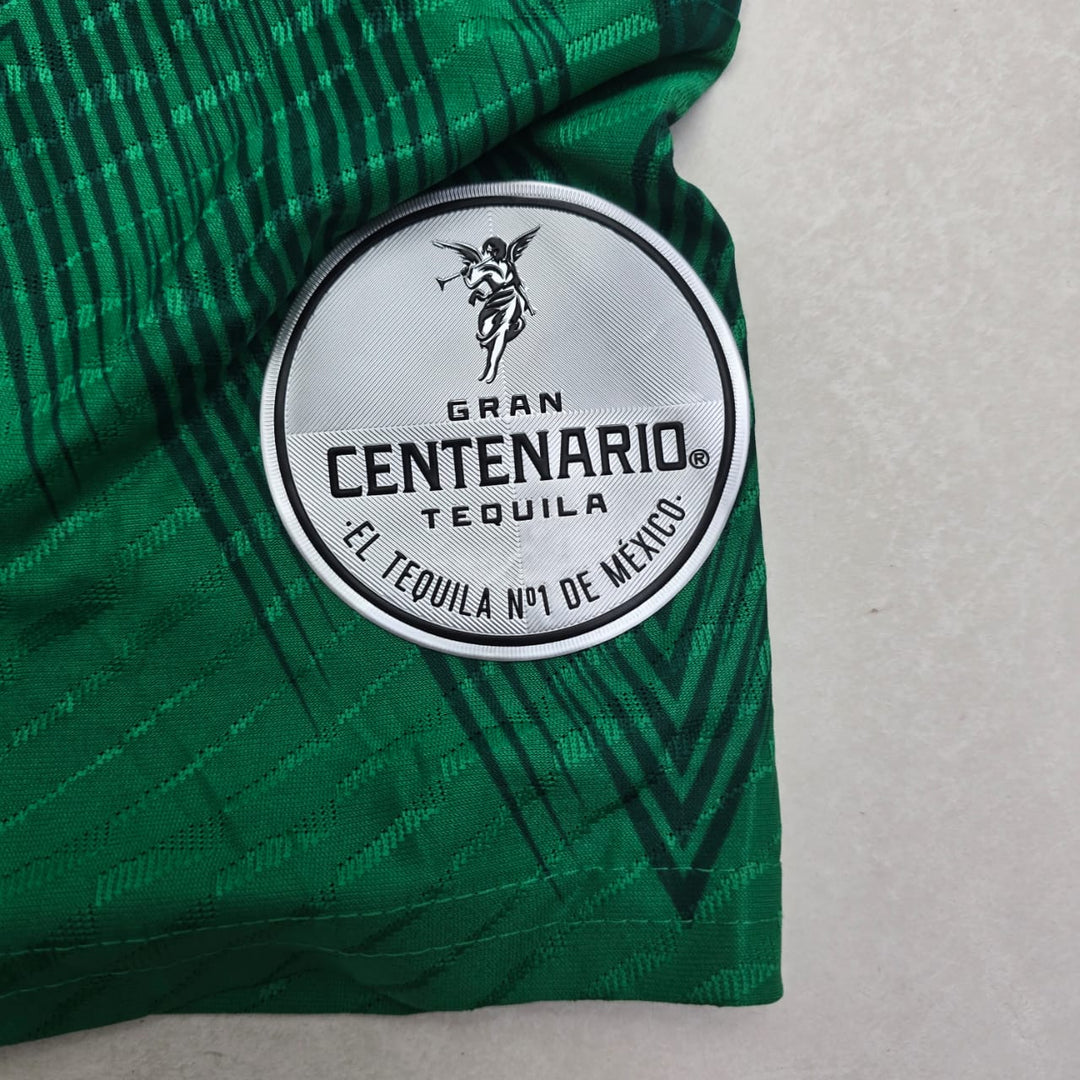 GRAN
CENTENARIO®
TEQUILA
·EL TEQUILA Nº1 DE MÉXICO·